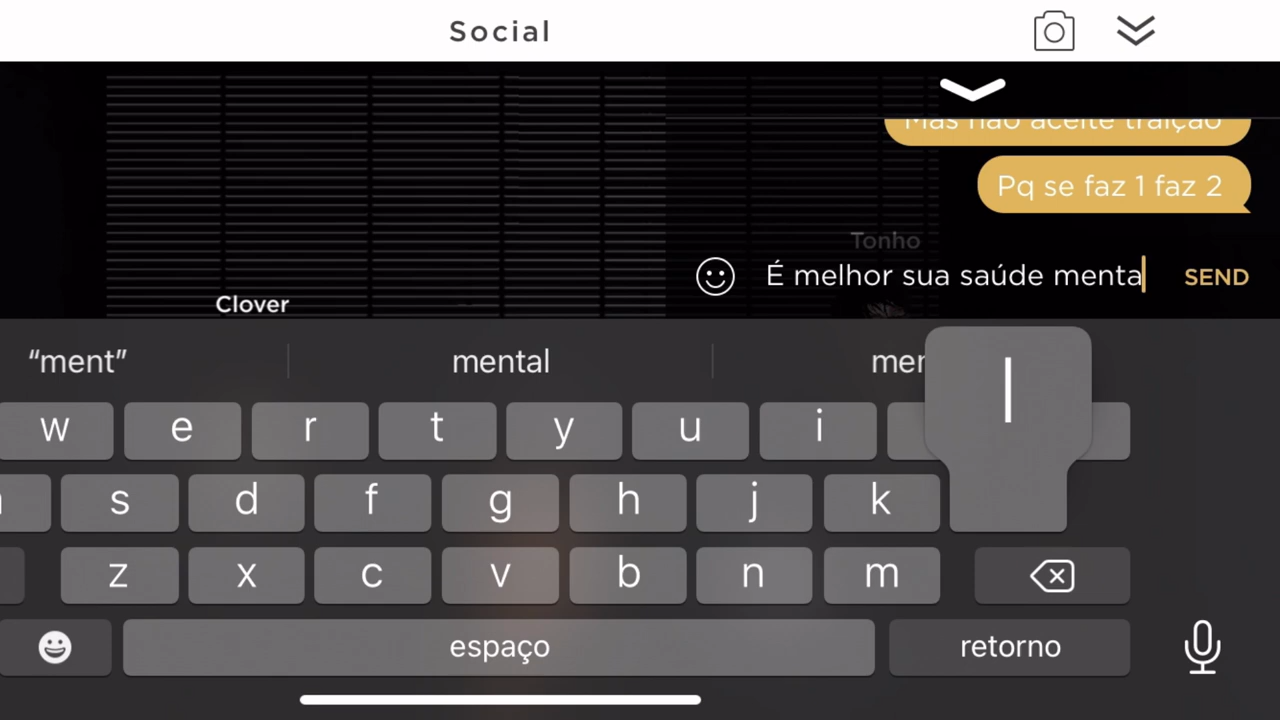 Social
Mas não aceite traição
Pq se faz 1 faz 2
Tonho
É melhor sua saúde menta
SEND
Clover
“ment”
mental
w e r t y u i
s d f g h j k l
z x c v b n m
espaço
retorno